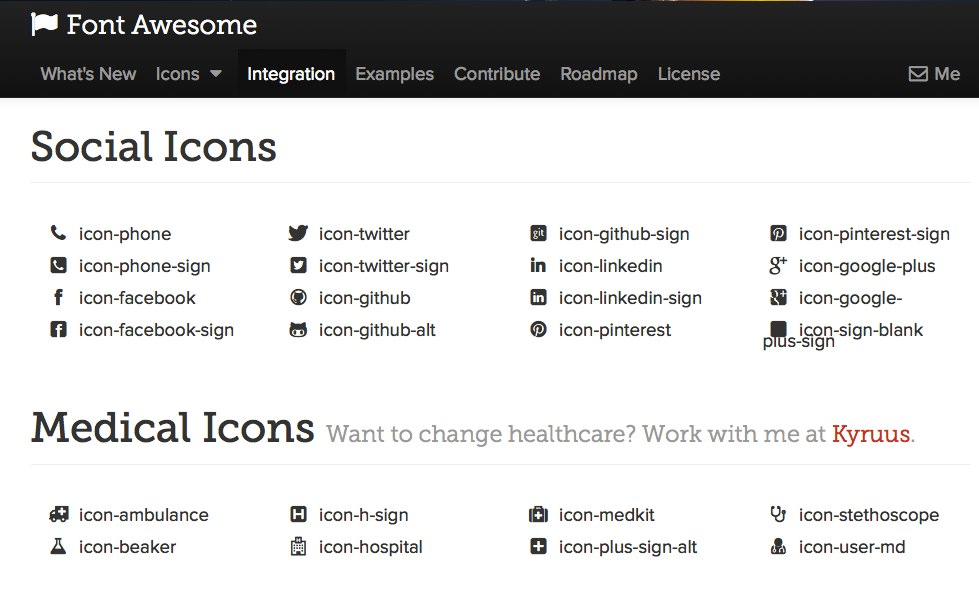 Font Awesome
What's New Icons Integration Examples Contribute Roadmap License Me
Social Icons
icon-phone icon-twitter icon-github-sign icon-pinterest-sign
icon-phone-sign icon-twitter-sign icon-linkedin icon-google-plus
icon-facebook icon-github icon-linkedin-sign icon-google-
icon-facebook-sign icon-github-alt icon-pinterest icon-sign-blank
plus-sign
Medical Icons Want to change healthcare? Work with me at Kyruus.
icon-ambulance icon-h-sign icon-medkit icon-stethoscope
icon-beaker icon-hospital icon-plus-sign-alt icon-user-md